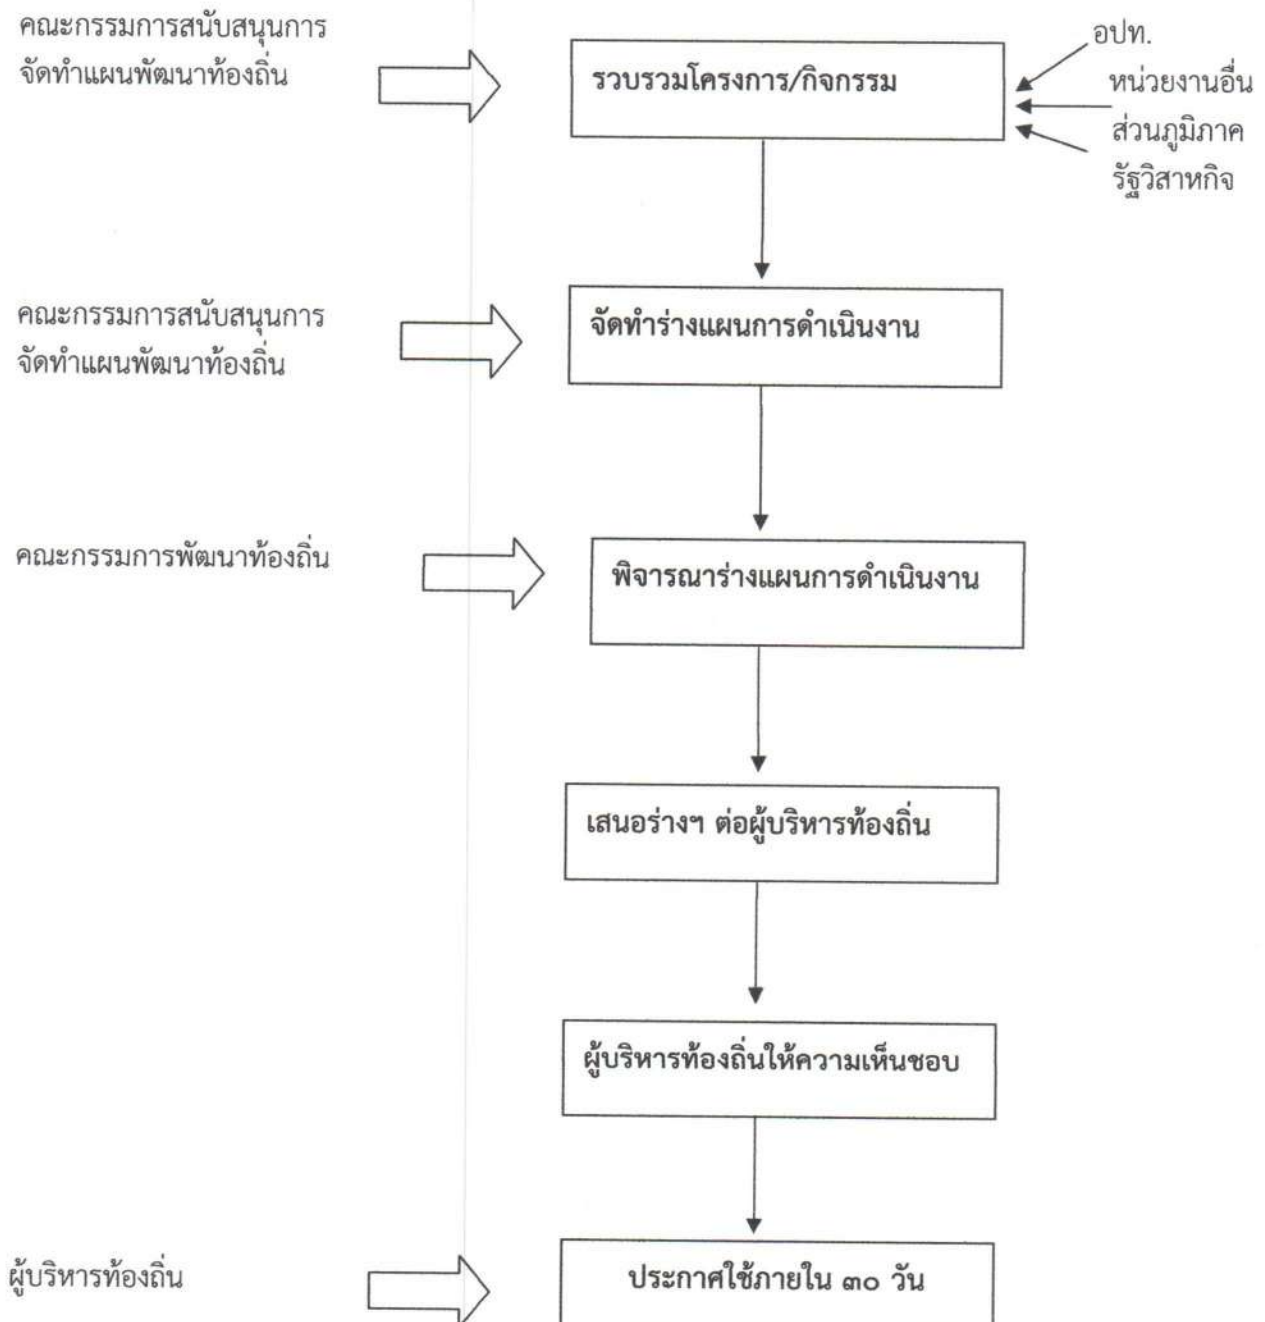 คณะกรรมการสนับสนุนการ
จัดทำแผนพัฒนาท้องถิ่น
รวบรวมโครงการ/กิจกรรม
อปท.
หน่วยงานอื่น
ส่วนภูมิภาค
รัฐวิสาหกิจ
คณะกรรมการสนับสนุนการ
จัดทำแผนพัฒนาท้องถิ่น
จัดทำร่างแผนการดำเนินงาน
คณะกรรมการพัฒนาท้องถิ่น
พิจารณาร่างแผนการดำเนินงาน
เสนอร่างฯ ต่อผู้บริหารท้องถิ่น
ผู้บริหารท้องถิ่นให้ความเห็นชอบ
ผู้บริหารท้องถิ่น
ประกาศใช้ภายใน ๓๐ วัน